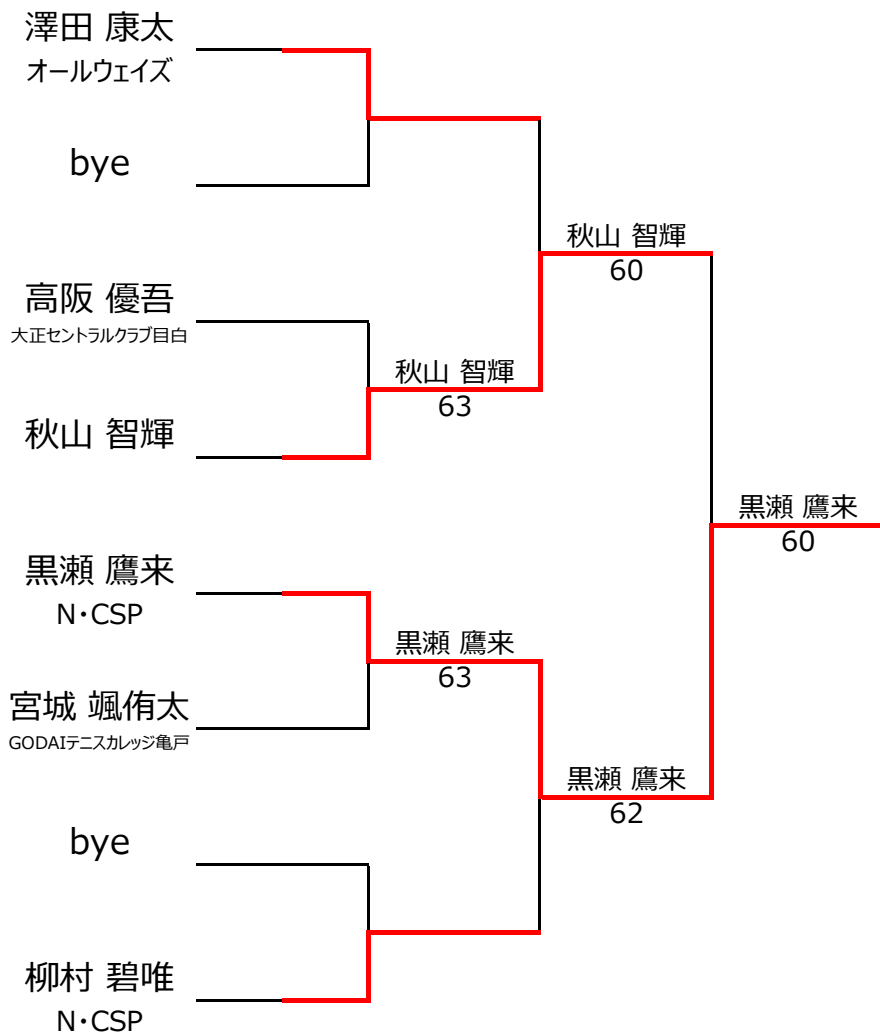 澤田 康太
オールウェイズ
bye
高阪 優吾
大正セントラルクラブ目白
秋山 智輝
黒瀬 鷹来
N・CSP
宮城 颯侑太
GODAIテニスカレッジ亀戸
bye
柳村 碧唯
N・CSP
秋山 智輝
63
黒瀬 鷹来
63
秋山 智輝
60
黒瀬 鷹来
62
黒瀬 鷹来
60